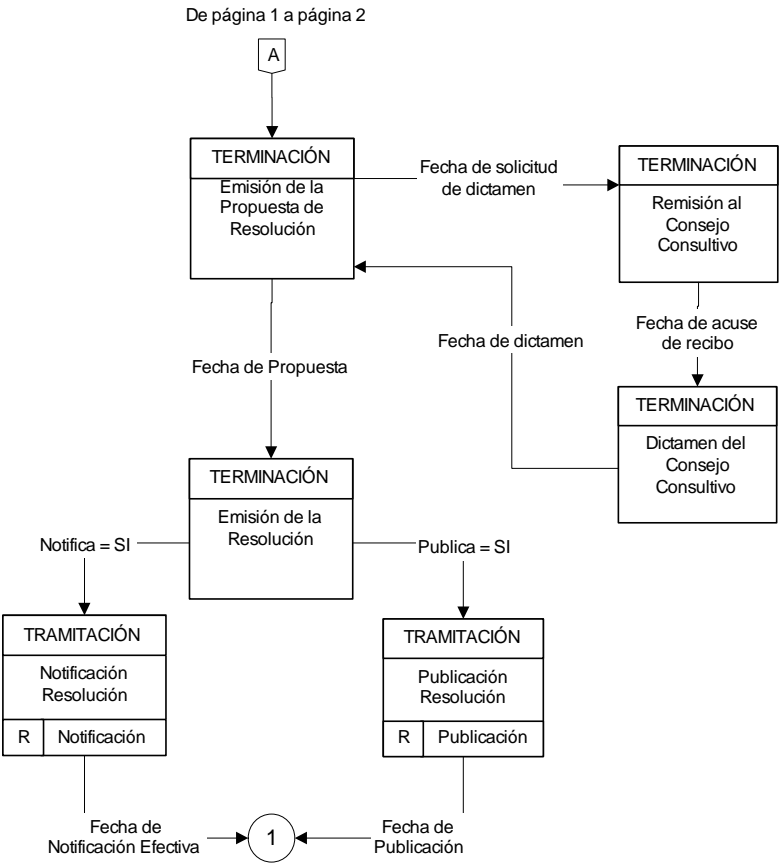 De página 1 a página 2
A
TERMINACIÓN
Emisión de la
Propuesta de
Resolución
Fecha de solicitud
de dictamen
TERMINACIÓN
Remisión al
Consejo
Consultivo
Fecha de acuse
de recibo
Fecha de dictamen
Fecha de Propuesta
TERMINACIÓN
Dictamen del
Consejo
Consultivo
TERMINACIÓN
Emisión de la
Resolución
Notifica = SI
Publica = SI
TRAMITACIÓN
Notificación
Resolución
R Notificación
TRAMITACIÓN
Publicación
Resolución
R Publicación
Fecha de
Notificación Efectiva
1
Fecha de
Publicación